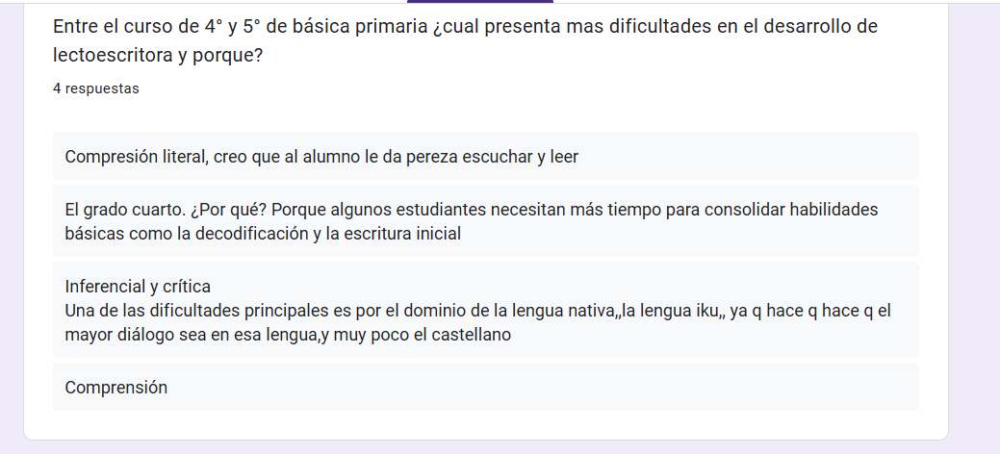 Entre el curso de 4° y 5° de básica primaria ¿cual presenta mas dificultades en el desarrollo de
lectoescritora y porque?
4 respuestas
Compresión literal, creo que al alumno le da pereza escuchar y leer
El grado cuarto. ¿Por qué? Porque algunos estudiantes necesitan más tiempo para consolidar habilidades
básicas como la decodificación y la escritura inicial
Inferencial y crítica
Una de las dificultades principales es por el dominio de la lengua nativa,,la lengua iku,, ya q hace q hace q el
mayor diálogo sea en esa lengua,y muy poco el castellano
Comprensión